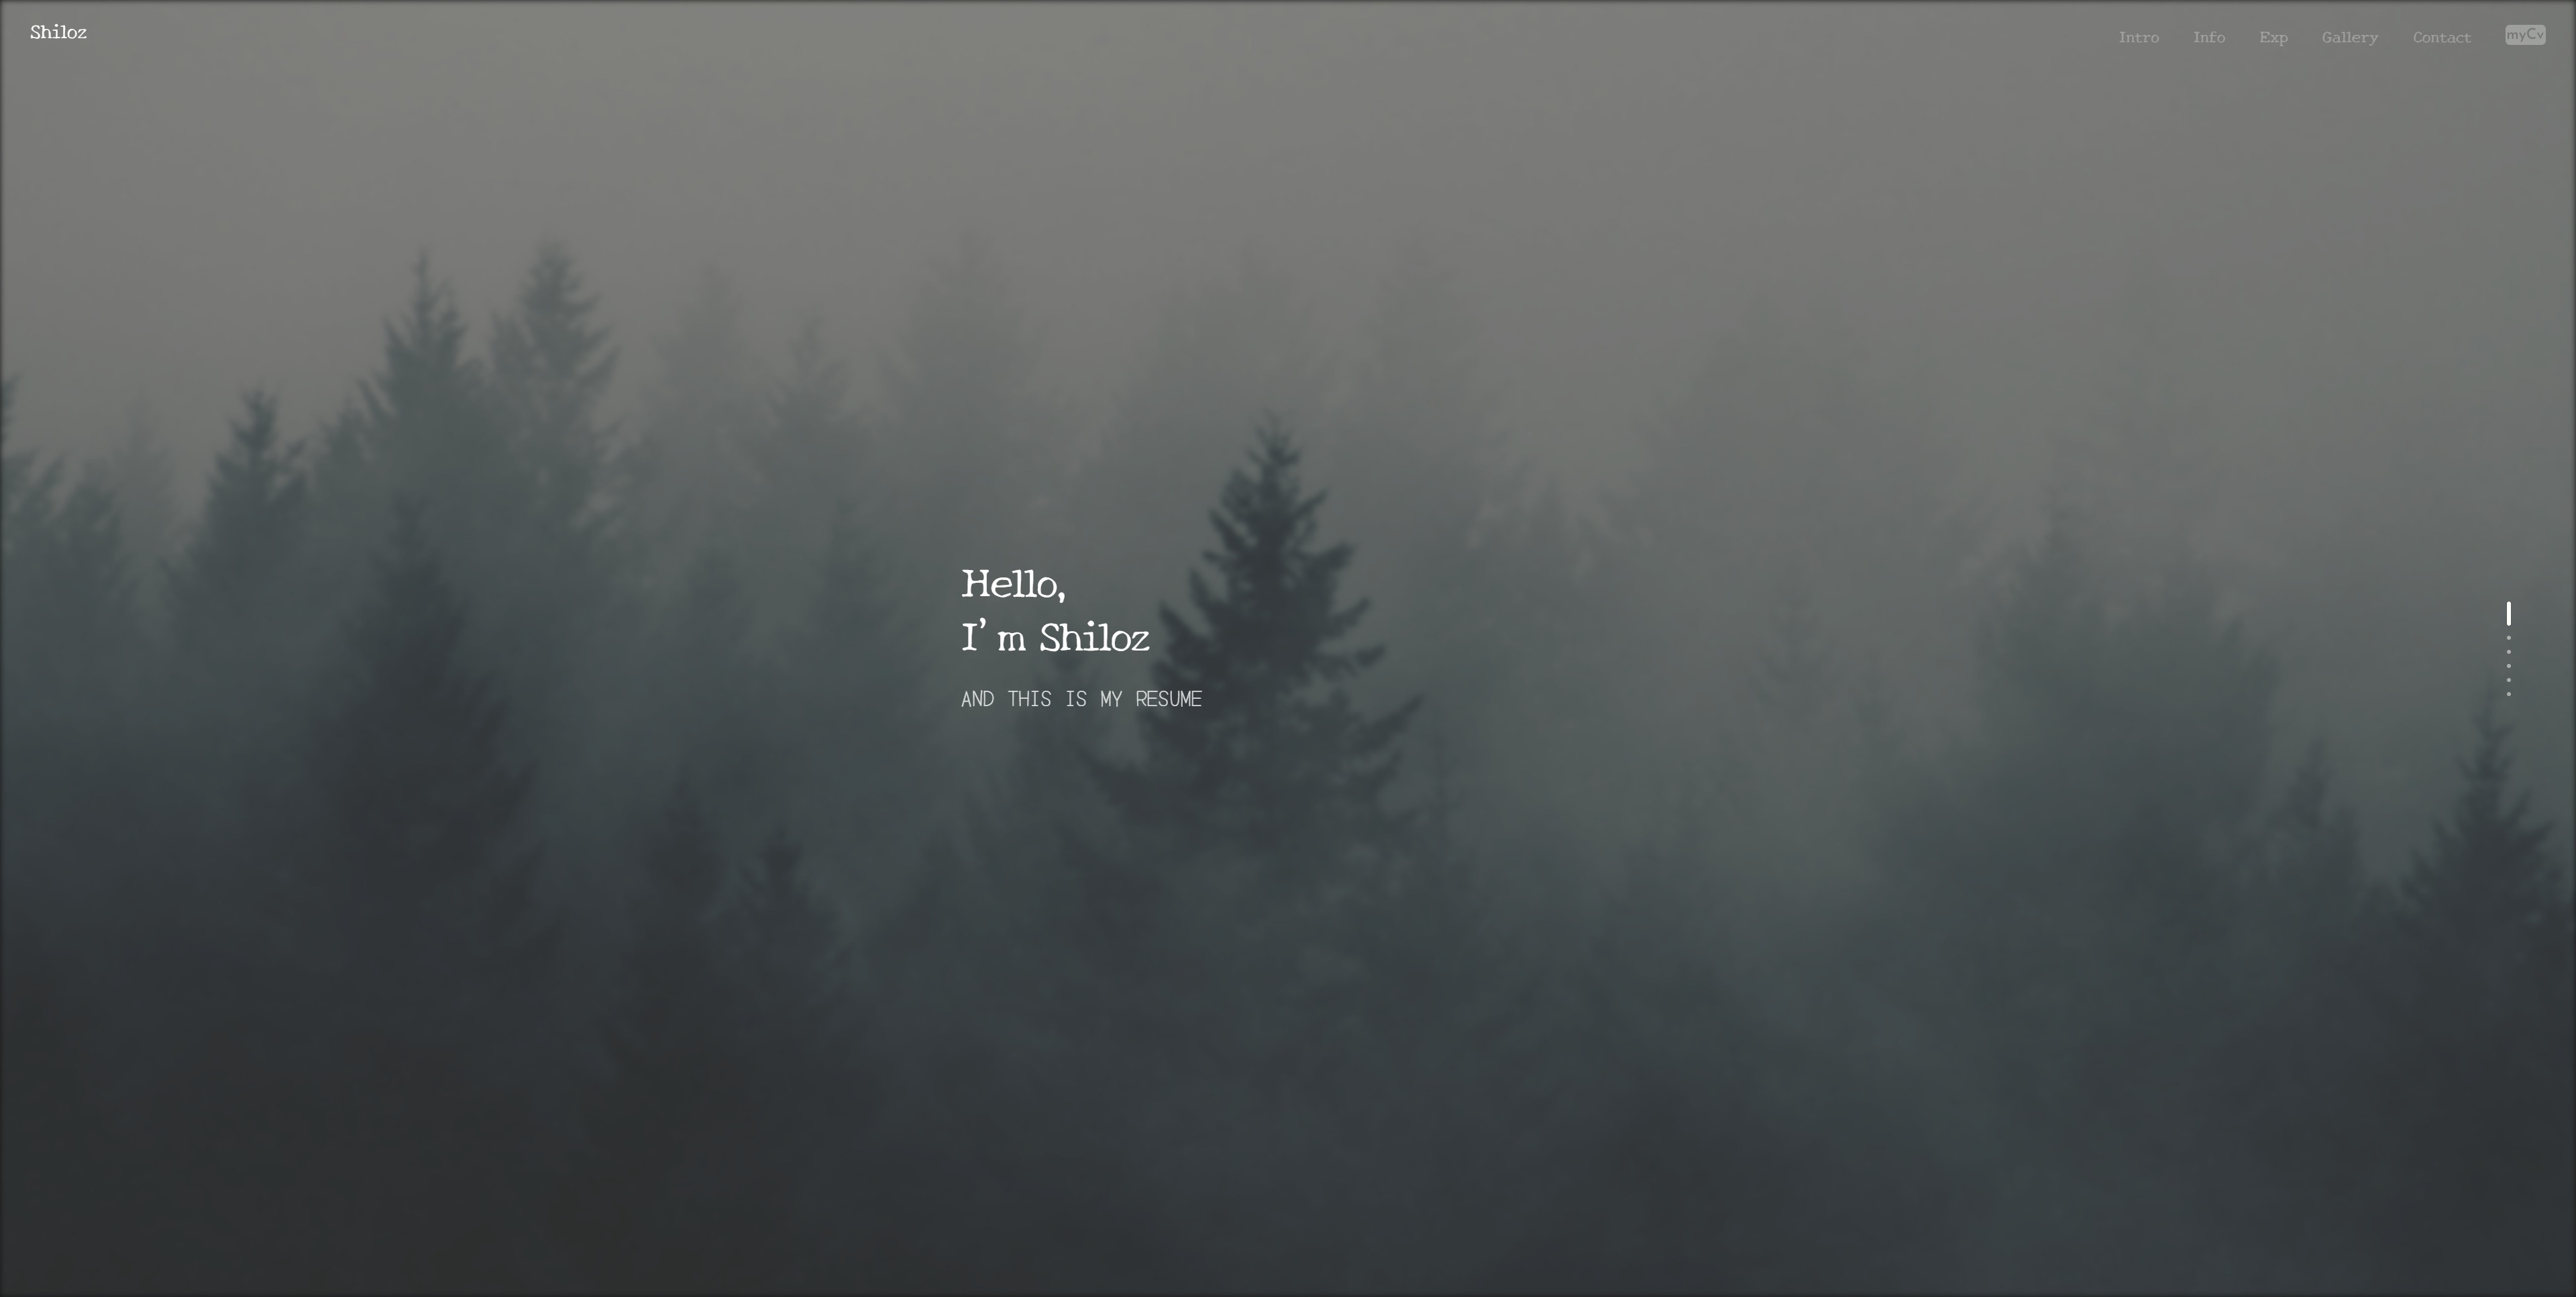 Shiloz
Intro Info Exp Gallery Contact myCv
Hello,
I’m Shiloz
AND THIS IS MY RESUME